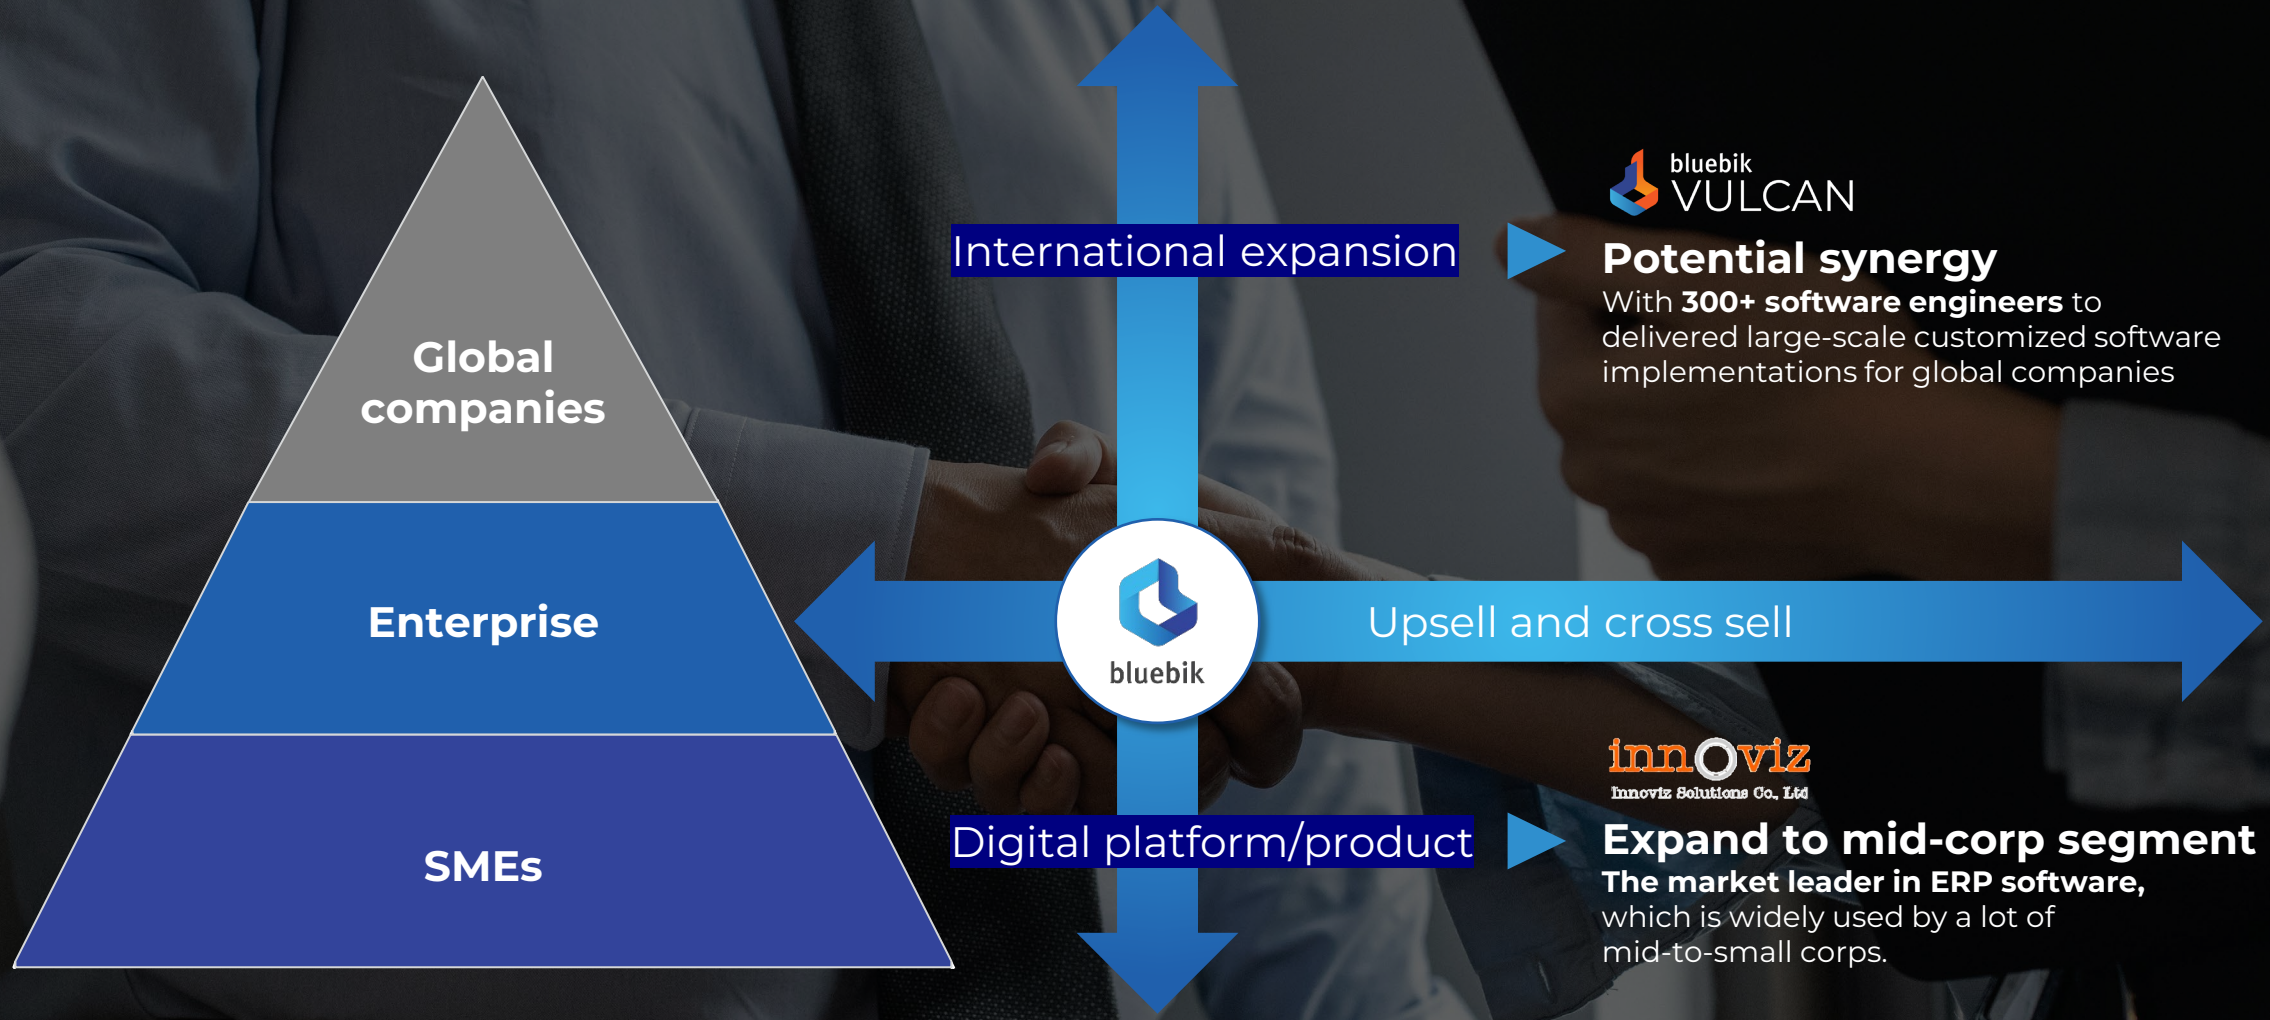 Global
companies
Enterprise
SMEs
International expansion
bluebik
VULCAN
Potential synergy
With 300+ software engineers to
delivered large-scale customized software
implementations for global companies
bluebik
Upsell and cross sell
Digital platform/product
innoviz
Innoviz Solutions Co., Ltd
Expand to mid-corp segment
The market leader in ERP software,
which is widely used by a lot of
mid-to-small corps.